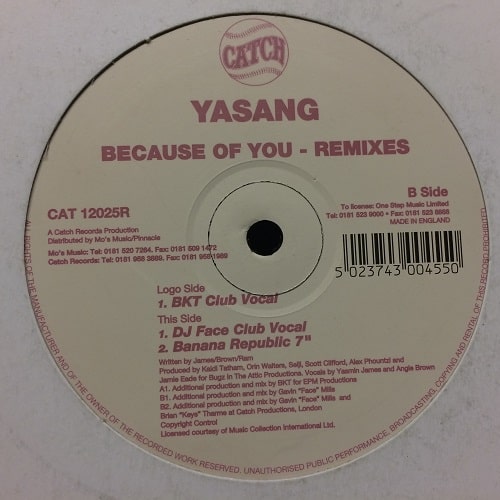 CATCH
YASANG
BECAUSE OF YOU - REMIXES
B Side
CAT 12025R
To license: One Step Music Limited
Tel: 0181 523 9000 • Fax: 0181 523 8888
MADE IN ENGLAND
A Catch Records Production
Distributed by Mo's Music/Pinnacle
Mo's Music: Tel: 0181 520 7264. Fax: 0181 509 1472
Catch Records: Tel: 0181 988 3889. Fax: 0181 958 1989
5 023743 004550
Logo Side
1. BKT Club Vocal
This Side
1. DJ Face Club Vocal
2. Banana Republic 7"
Written by James/Brown/Ram
Produced by Kaidi Tatham, Orin Walters, Seiji, Scott Clifford, Alex Phountzi and
Jamie Eade for Bugz In The Attic Productions. Vocals by Yasmin James and Angie Brown
A1. Additional production and mix by BKT for EPM Productions
B1. Additional production and mix by Gavin "Face" Mills
B2. Additional production and mix by Gavin "Face" Mills and
Brian "Keys" Tharme at Catch Productions, London
Copyright Control
Licensed courtesy of Music Collection International Ltd.
ALL RIGHTS OF THE MANUFACTURER AND OF THE OWNER OF THE RECORDED WORK RESERVED. UNAUTHORISED PUBLIC PERFORMANCE, BROADCASTING, COPYING AND RENTAL OF THIS RECORD PROHIBITED